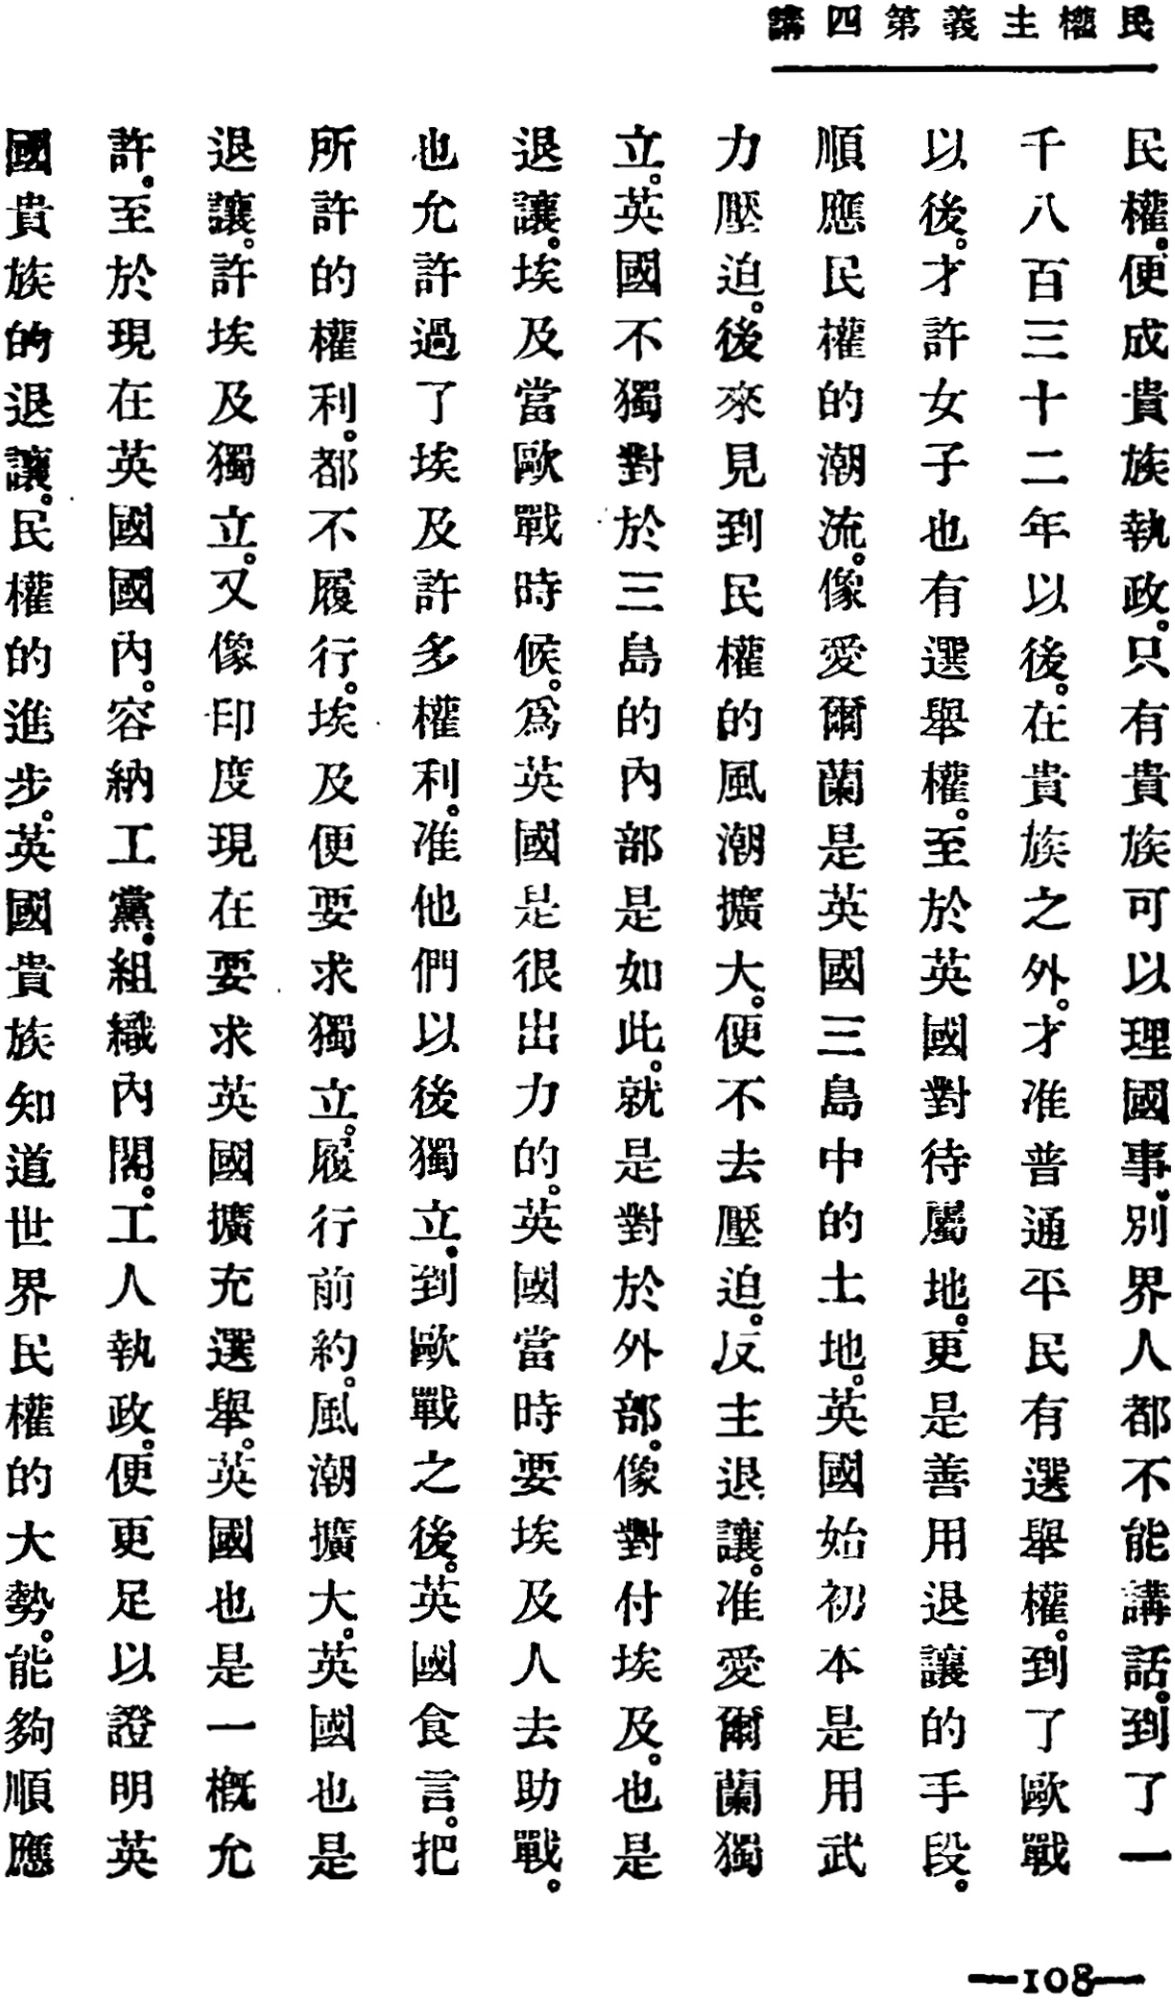 民權主義第四講
民權。便成貴族執政。只有貴族可以理國事。別界人都不能講話。到了一
千八百三十二年以後。在貴族之外。才准普通平民有選舉權。到了歐戰
以後。才許女子也有選舉權。至於英國對待屬地。更是善用退讓的手段。
順應民權的潮流。像愛爾蘭是英國三島中的土地。英國始初本是用武
力壓迫。後來見到民權的風潮擴大。便不去壓迫。反主退讓。准愛爾蘭獨
立。英國不獨對於三島的內部是如此。就是對於外部。像對付埃及。也是
退讓。埃及當歐戰時候。爲英國是很出力的。英國當時要埃及人去助戰。
也允許過了埃及許多權利。准他們以後獨立。到歐戰之後。英國食言。把
所許的權利。都不履行。埃及便要求獨立。履行前約。風潮擴大。英國也是
退讓。許埃及獨立。又像印度現在要求英國擴充選舉。英國也是一概允
許。至於現在英國國內。容納工黨。組織內閣。工人執政。便更足以證明英
國貴族的退讓。民權的進步。英國貴族知道世界民權的大勢。能夠順應
—108—